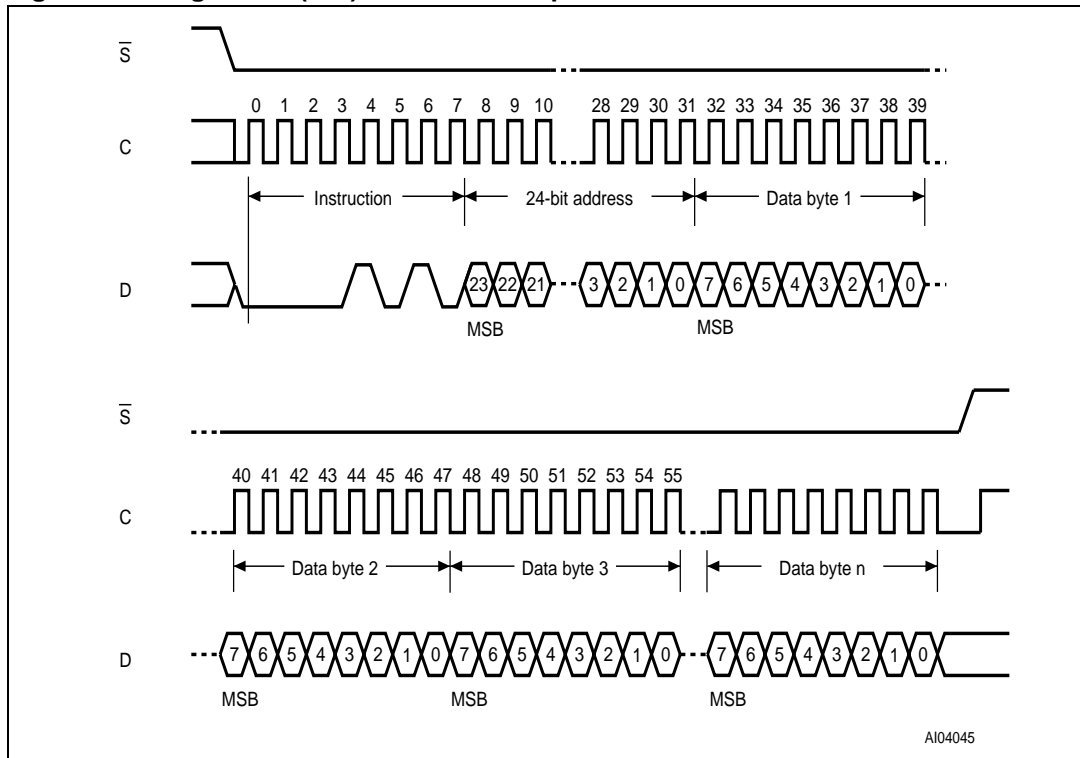 S
0 1 2 3 4 5 6 7 8 9 10 28 29 30 31 32 33 34 35 36 37 38 39
C
Instruction 24-bit address Data byte 1
D
23 22 21 3 2 1 0 7 6 5 4 3 2 1 0
MSB MSB
S
40 41 42 43 44 45 46 47 48 49 50 51 52 53 54 55
C
Data byte 2 Data byte 3 Data byte n
D
7 6 5 4 3 2 1 0 7 6 5 4 3 2 1 0 7 6 5 4 3 2 1 0
MSB MSB MSB
AI04045